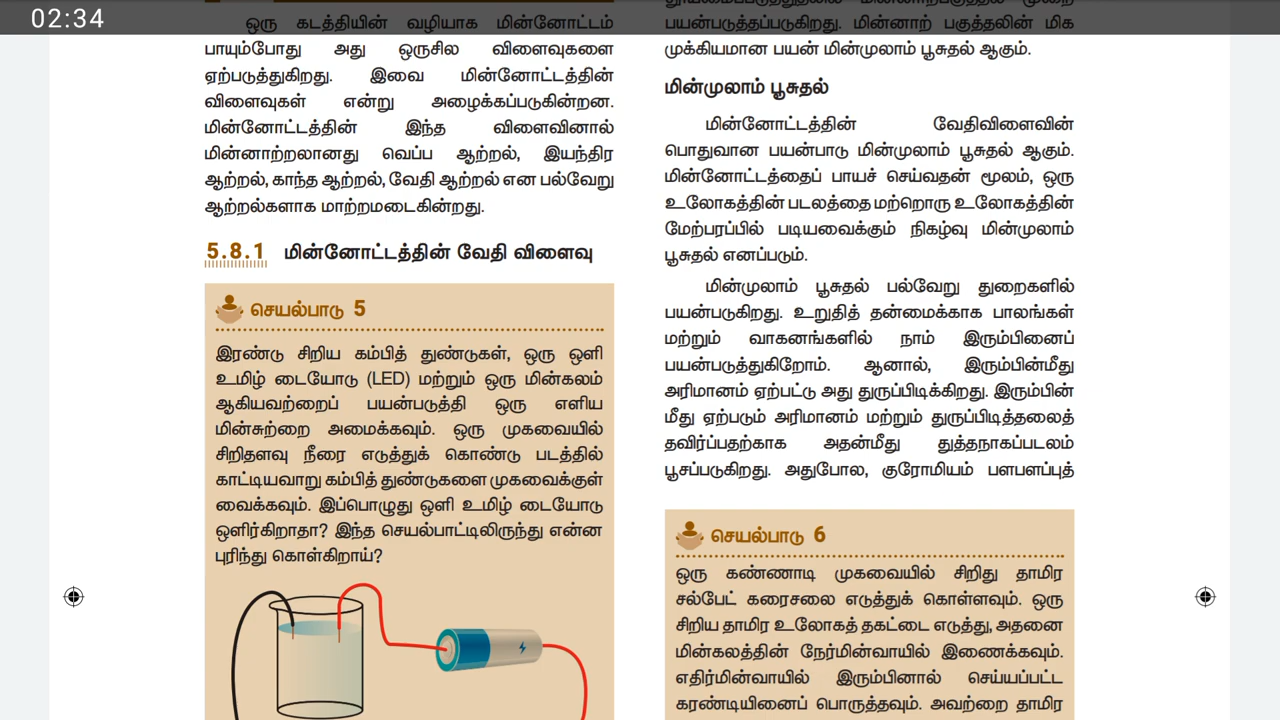 02:34
ஒரு கடத்தியின் வழியாக மின்னோட்டம்
பாயும்போது அது ஒருசில விளைவுகளை
ஏற்படுத்துகிறது. இவை மின்னோட்டத்தின்
விளைவுகள் என்று அழைக்கப்படுகின்றன.
மின்னோட்டத்தின் இந்த விளைவினால்
மின்னாற்றலானது வெப்ப ஆற்றல், இயந்திர
ஆற்றல், காந்த ஆற்றல், வேதி ஆற்றல் என பல்வேறு
ஆற்றல்களாக மாற்றமடைகின்றது.
5.8.1 மின்னோட்டத்தின் வேதி விளைவு
செயல்பாடு 5
இரண்டு சிறிய கம்பித் துண்டுகள், ஒரு ஒளி
உமிழ் டையோடு (LED) மற்றும் ஒரு மின்கலம்
ஆகியவற்றைப் பயன்படுத்தி ஒரு எளிய
மின்சுற்றை அமைக்கவும். ஒரு முகவையில்
சிறிதளவு நீரை எடுத்துக் கொண்டு படத்தில்
காட்டியவாறு கம்பித் துண்டுகளை முகவைக்குள்
வைக்கவும். இப்பொழுது ஒளி உமிழ் டையோடு
ஒளிர்கிறாதா? இந்த செயல்பாட்டிலிருந்து என்ன
புரிந்து கொள்கிறாய்?
பயன்படுத்தப்படுகிறது. மின்னாற் பகுத்தலின் மிக
முக்கியமான பயன் மின்முலாம் பூசுதல் ஆகும்.
மின்முலாம் பூசுதல்
மின்னோட்டத்தின் வேதிவிளைவின்
பொதுவான பயன்பாடு மின்முலாம் பூசுதல் ஆகும்.
மின்னோட்டத்தைப் பாயச் செய்வதன் மூலம், ஒரு
உலோகத்தின் படலத்தை மற்றொரு உலோகத்தின்
மேற்பரப்பில் படியவைக்கும் நிகழ்வு மின்முலாம்
பூசுதல் எனப்படும்.
மின்முலாம் பூசுதல் பல்வேறு துறைகளில்
பயன்படுகிறது. உறுதித் தன்மைக்காக பாலங்கள்
மற்றும் வாகனங்களில் நாம் இரும்பினைப்
பயன்படுத்துகிறோம். ஆனால், இரும்பின்மீது
அரிமானம் ஏற்பட்டு அது துருப்பிடிக்கிறது. இரும்பின்
மீது ஏற்படும் அரிமானம் மற்றும் துருப்பிடித்தலைத்
தவிர்ப்பதற்காக அதன்மீது துத்தநாகப்படலம்
பூசப்படுகிறது. அதுபோல, குரோமியம் பளபளப்புத்
செயல்பாடு 6
ஒரு கண்ணாடி முகவையில் சிறிது தாமிர
சல்பேட் கரைசலை எடுத்துக் கொள்ளவும். ஒரு
சிறிய தாமிர உலோகத் தகட்டை எடுத்து, அதனை
மின்கலத்தின் நேர்மின்வாயில் இணைக்கவும்.
எதிர்மின்வாயில் இரும்பினால் செய்யப்பட்ட
கரண்டியினைப் பொருத்தவும். அவற்றை தாமிர